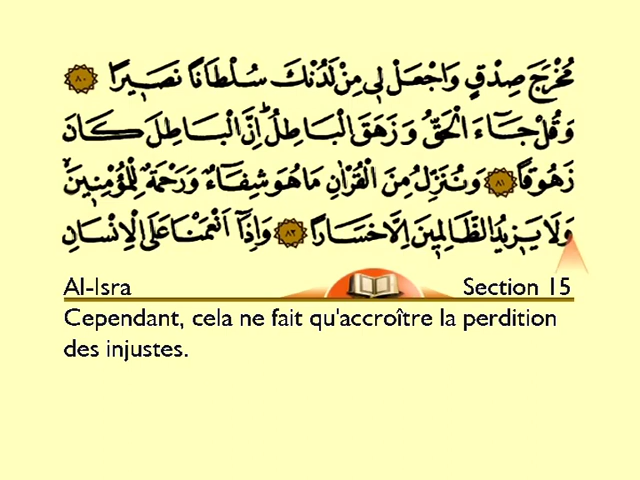 مُخْرَجَ صِدْقٍ وَاجْعَلْ لِي مِنْ لَدُنْكَ سُلْطَانًا نَصِيرًا ٨٠
وَقُلْ جَاءَ الْحَقُّ وَزَهَقَ الْبَاطِلُ إِنَّ الْبَاطِلَ كَانَ
زَهُوقًا ٨١ وَنُنَزِّلُ مِنَ الْقُرْآنِ مَا هُوَ شِفَاءٌ وَرَحْمَةٌ لِلْمُؤْمِنِينَ
وَلَا يَزِيدُ الظَّالِمِينَ إِلَّا خَسَارًا ٨٢ وَإِذَا أَنْعَمْنَا عَلَى الْإِنْسَانِ
Al-Isra Section 15
Cependant, cela ne fait qu'accroître la perdition
des injustes.